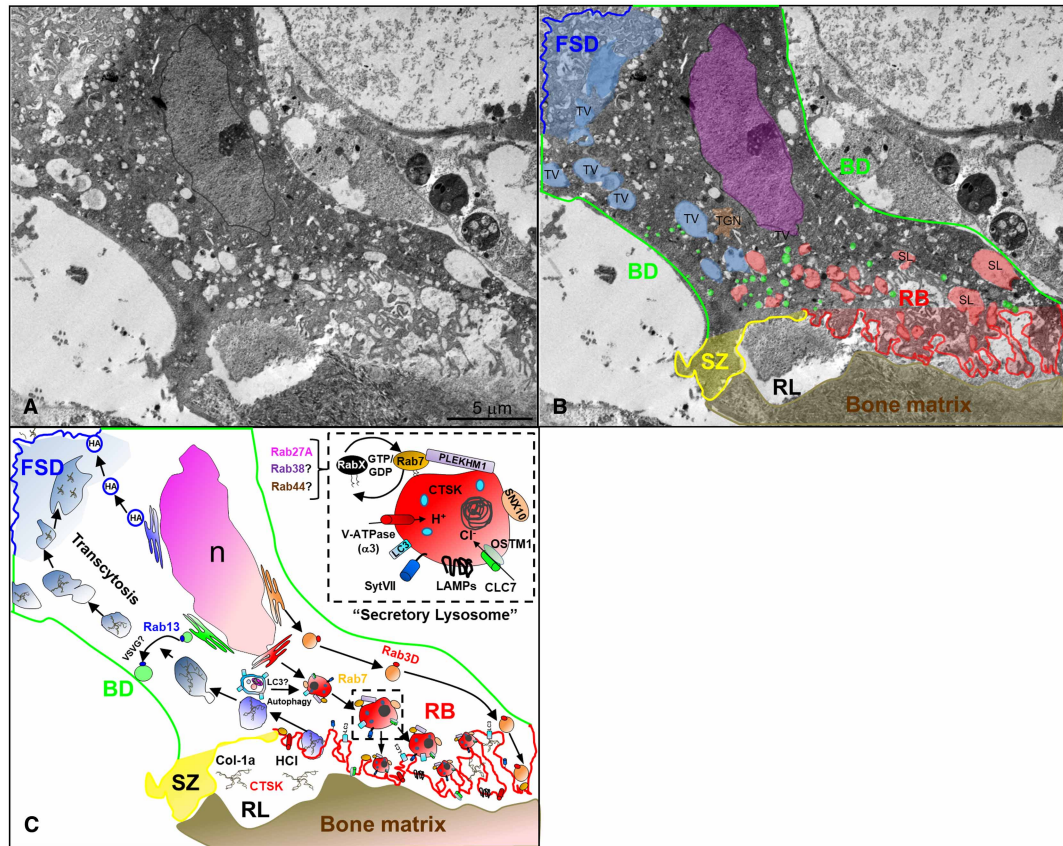 A
5 µm
B
FSD
TV
TV
TV
TV
TV
TGN
TV
BD
BD
SL
SL
SL
RB
SZ
RL
Bone matrix
C
FSD
HA
HA
HA
n
Transcytosis
Rab13
VSVG?
BD
LC3?
Autophagy
Rab7
Rab3D
RB
SZ
Col-1a
HCl
CTSK
RL
Bone matrix
Rab27A
Rab38?
Rab44?
RabX
GTP/
GDP
Rab7
PLEKHM1
SNX10
CTSK
H⁺
V-ATPase
(α3)
Cl⁻
OSTM1
LC3
SytVII
LAMPs
CLC7
"Secretory Lysosome"